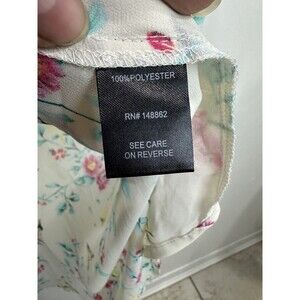 100%POLYESTER
RN# 148862
SEE CARE
ON REVERSE